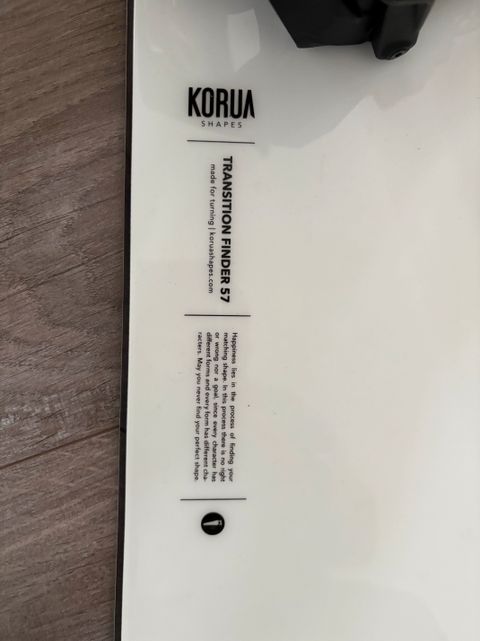 KORUA
SHAPES
TRANSITION FINDER 57
made for turning | koruashapes.com
Happiness lies in the process of finding your
matching shape. In this process there is no right
or wrong nor a goal, since every character has
different forms and every form has different cha-
racters. May you never find your perfect shape.